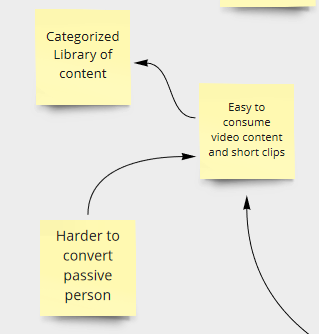 Categorized
Library of
content
Easy to
consume
video content
and short clips
Harder to
convert
passive
person